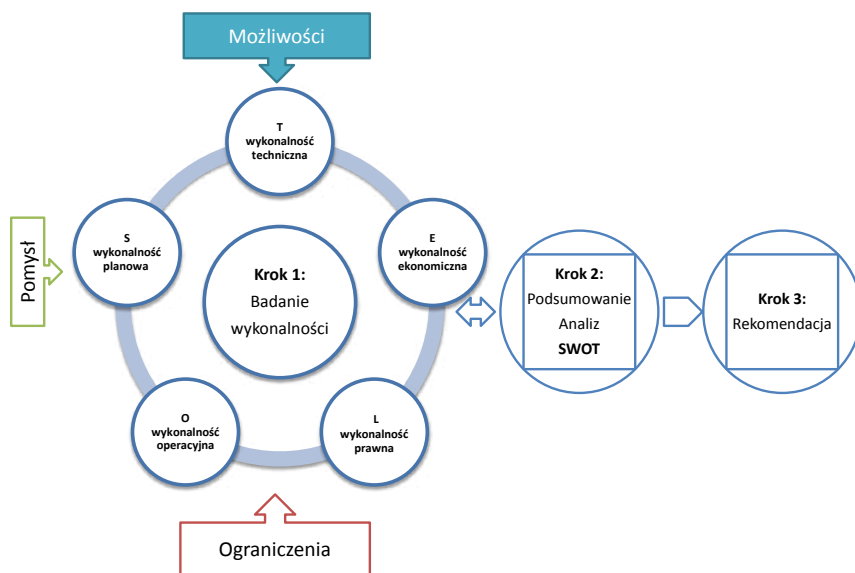 Możliwości
T
wykonalność
techniczna
S
wykonalność
planowa
E
wykonalność
ekonomiczna
Pomysł
Krok 1:
Badanie
wykonalności
Krok 2:
Podsumowanie
Analiz
SWOT
Krok 3:
Rekomendacja
O
wykonalność
operacyjna
L
wykonalność
prawna
Ograniczenia